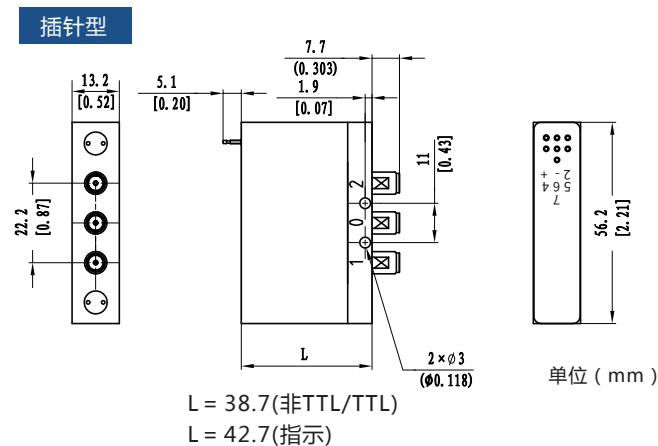 插针型
13.2
[0.52]
5.1
[0.20]
7.7
(0.303)
1.9
[0.07]
11
[0.43]
22.2
[0.87]
2
0
1
L
2×ø3
(ø0.118)
+ - 2
4 6 5
7
56.2
[2.21]
单位(mm)
L = 38.7(非TTL/TTL)
L = 42.7(指示)